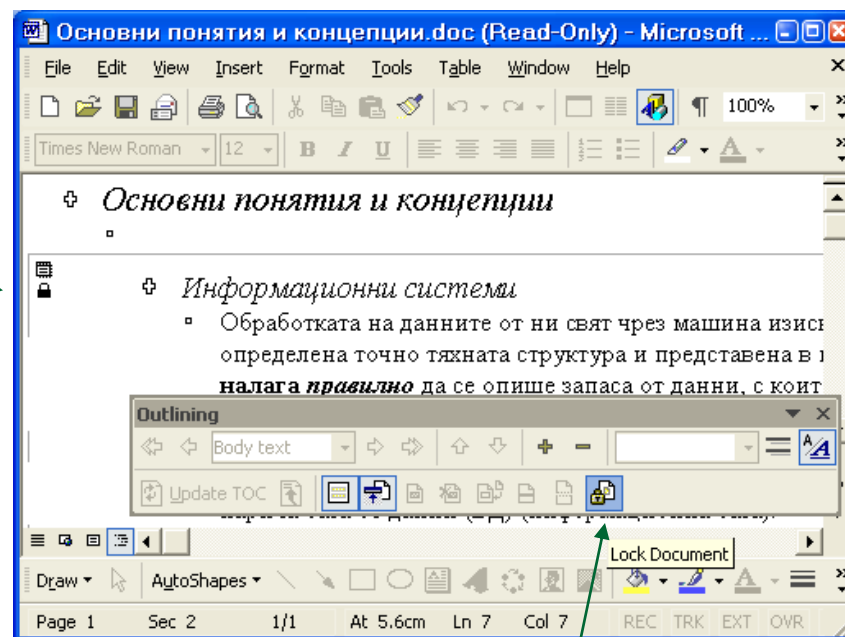 Основни понятия и концепции.doc (Read-Only) - Microsoft ...
File Edit View Insert Format Tools Table Window Help
100%
Times New Roman 12 B I U A
Основни понятия и концепции
Информационни системи
Обработката на данните от ни свят чрез машина
определена точно тяхната структура и представена в
налага правилно да се опише запаса от данни, с
Outlining
Body text
Update TOC
Lock Document
Draw AutoShapes A
Page 1 Sec 2 1/1 At 5.6cm Ln 7 Col 7 REC TRK EXT OVR